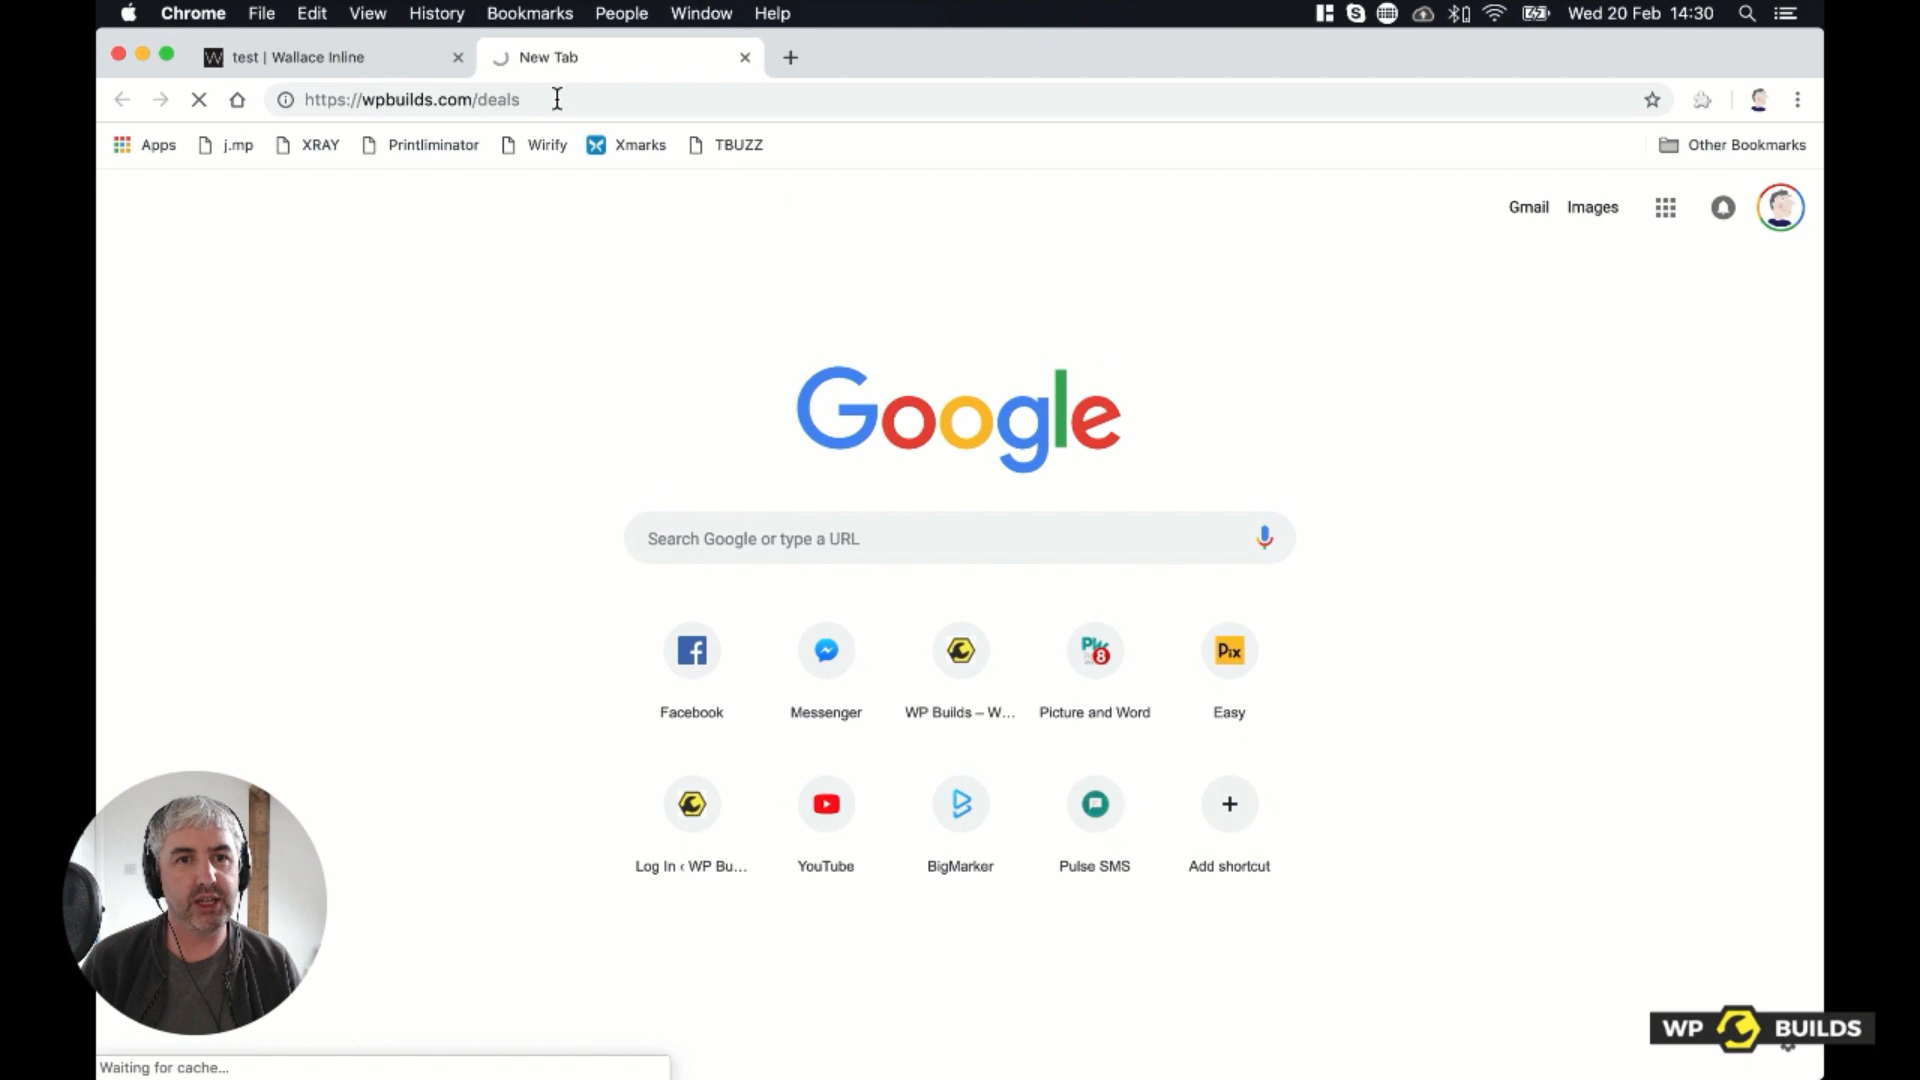 Chrome File Edit View History Bookmarks People Window Help Wed 20 Feb 14:30
test | Wallace Inline New Tab
https://wpbuilds.com/deals
Apps j.mp XRAY Printliminator Wirify Xmarks TBUZZ Other Bookmarks
Gmail Images
Google
Search Google or type a URL
Pw 8 Pix
Facebook Messenger WP Builds – W... Picture and Word Easy
Log In ‹ WP Bu... YouTube BigMarker Pulse SMS Add shortcut
WP BUILDS
Waiting for cache...